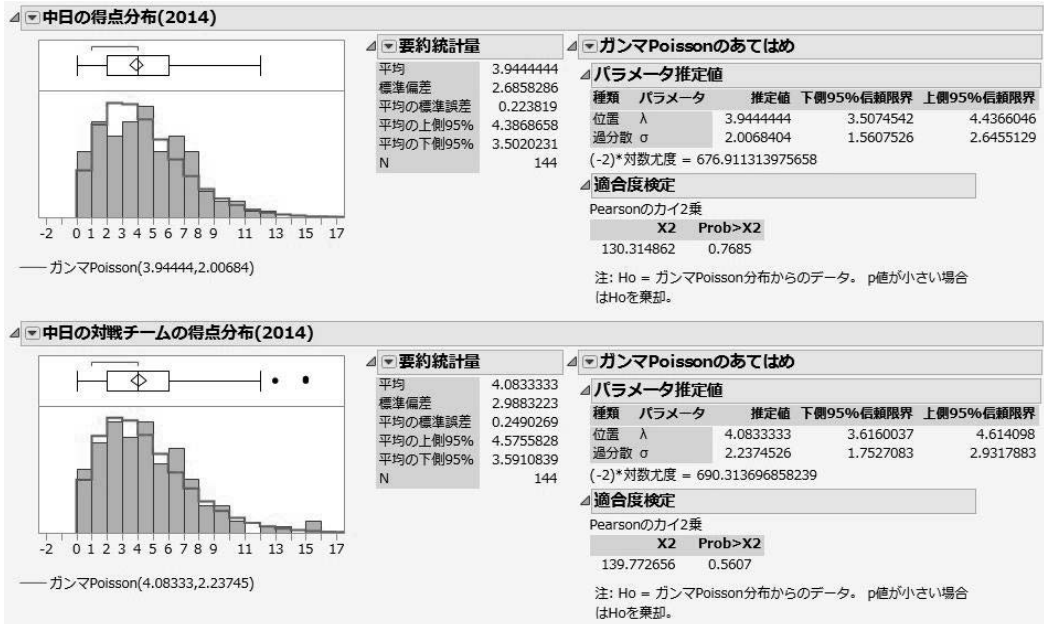 中日の得点分布(2014)
-2 0 1 2 3 4 5 6 7 8 9 11 13 15 17
ガンマPoisson(3.94444,2.00684)
要約統計量
平均 3.9444444
標準偏差 2.6858286
平均の標準誤差 0.223819
平均の上側95% 4.3868658
平均の下側95% 3.5020231
N 144
ガンマPoissonのあてはめ
パラメータ推定値
種類 パラメータ 推定値 下側95%信頼限界 上側95%信頼限界
位置 λ 3.9444444 3.5074542 4.4366046
過分散 σ 2.0068404 1.5607526 2.6455129
(-2)*対数尤度 = 676.911313975658
適合度検定
Pearsonのカイ2乗
X2 Prob>X2
130.314862 0.7685
注: Ho = ガンマPoisson分布からのデータ。 p値が小さい場合
はHoを棄却。
中日の対戦チームの得点分布(2014)
-2 0 1 2 3 4 5 6 7 8 9 11 13 15 17
ガンマPoisson(4.08333,2.23745)
要約統計量
平均 4.0833333
標準偏差 2.9883223
平均の標準誤差 0.2490269
平均の上側95% 4.5755828
平均の下側95% 3.5910839
N 144
ガンマPoissonのあてはめ
パラメータ推定値
種類 パラメータ 推定値 下側95%信頼限界 上側95%信頼限界
位置 λ 4.0833333 3.6160037 4.614098
過分散 σ 2.2374526 1.7527083 2.9317883
(-2)*対数尤度 = 690.313696858239
適合度検定
Pearsonのカイ2乗
X2 Prob>X2
139.772656 0.5607
注: Ho = ガンマPoisson分布からのデータ。 p値が小さい場合
はHoを棄却。